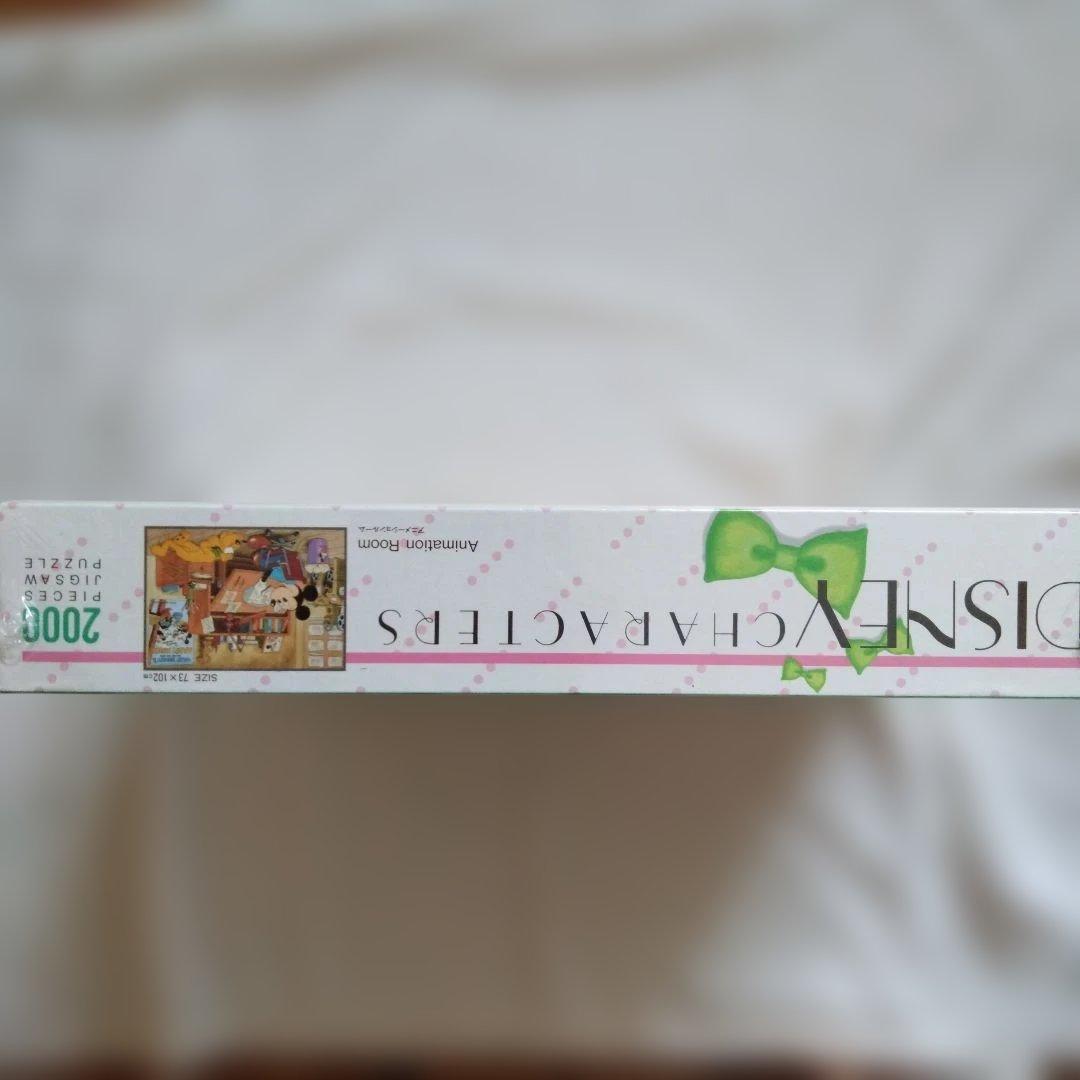 DISNEY CHARACTERS
Animation Room
アニメーションルーム
SIZE 73×102cm
2000
PIECES
JIGSAW
PUZZLE